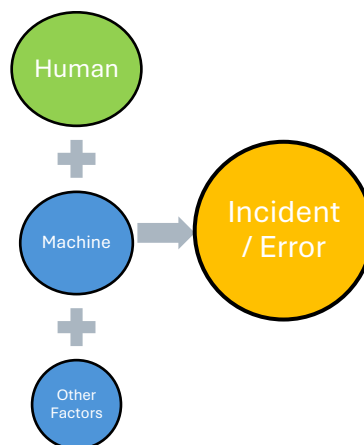 Human
Machine
Incident
/ Error
Other
Factors